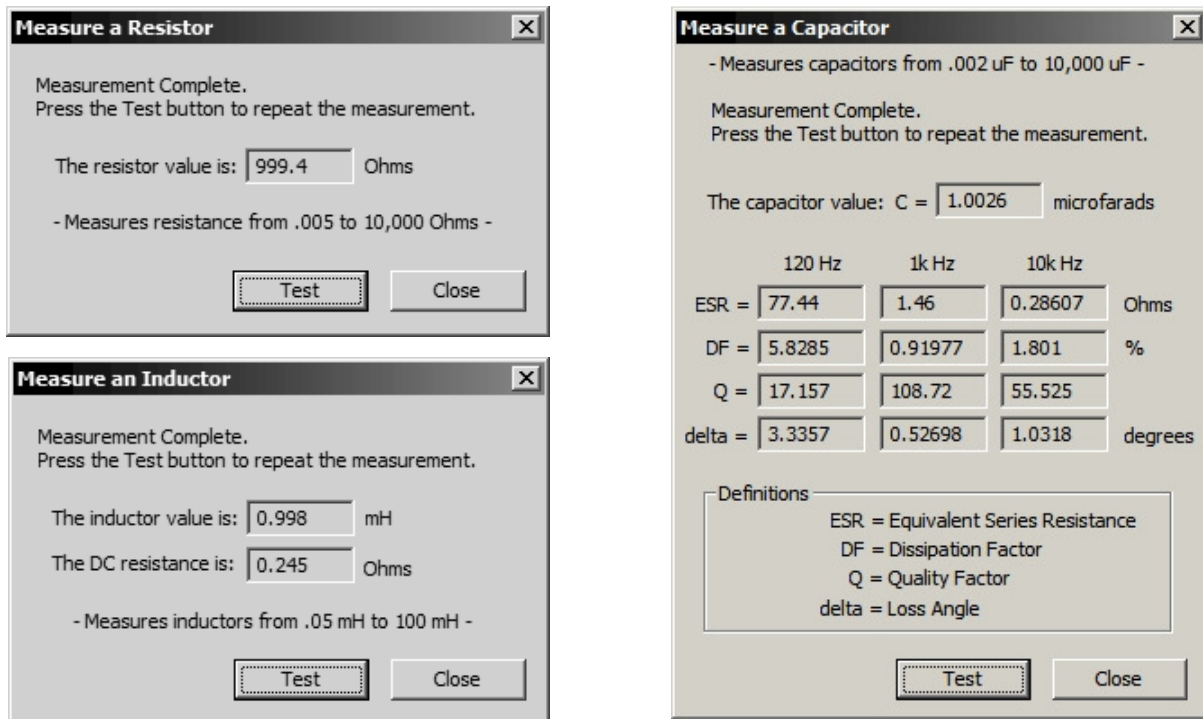 Measure a Resistor
Measurement Complete.
Press the Test button to repeat the measurement.
The resistor value is: 999.4 Ohms
- Measures resistance from .005 to 10,000 Ohms -
Test Close
Measure an Inductor
Measurement Complete.
Press the Test button to repeat the measurement.
The inductor value is: 0.998 mH
The DC resistance is: 0.245 Ohms
- Measures inductors from .05 mH to 100 mH -
Test Close
Measure a Capacitor
- Measures capacitors from .002 uF to 10,000 uF -
Measurement Complete.
Press the Test button to repeat the measurement.
The capacitor value: C = 1.0026 microfarads
120 Hz 1k Hz 10k Hz
ESR = 77.44 1.46 0.28607 Ohms
DF = 5.8285 0.91977 1.801 %
Q = 17.157 108.72 55.525
delta = 3.3357 0.52698 1.0318 degrees
Definitions
ESR = Equivalent Series Resistance
DF = Dissipation Factor
Q = Quality Factor
delta = Loss Angle
Test Close